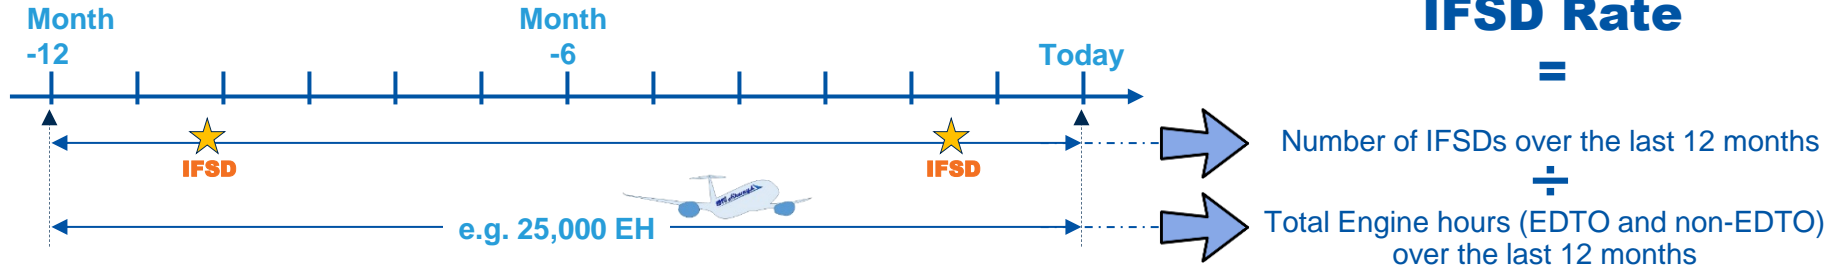 Month
-12
Month
-6
Today
IFSD
IFSD
e.g. 25,000 EH
IFSD Rate
=
Number of IFSDs over the last 12 months
÷
Total Engine hours (EDTO and non-EDTO)
over the last 12 months